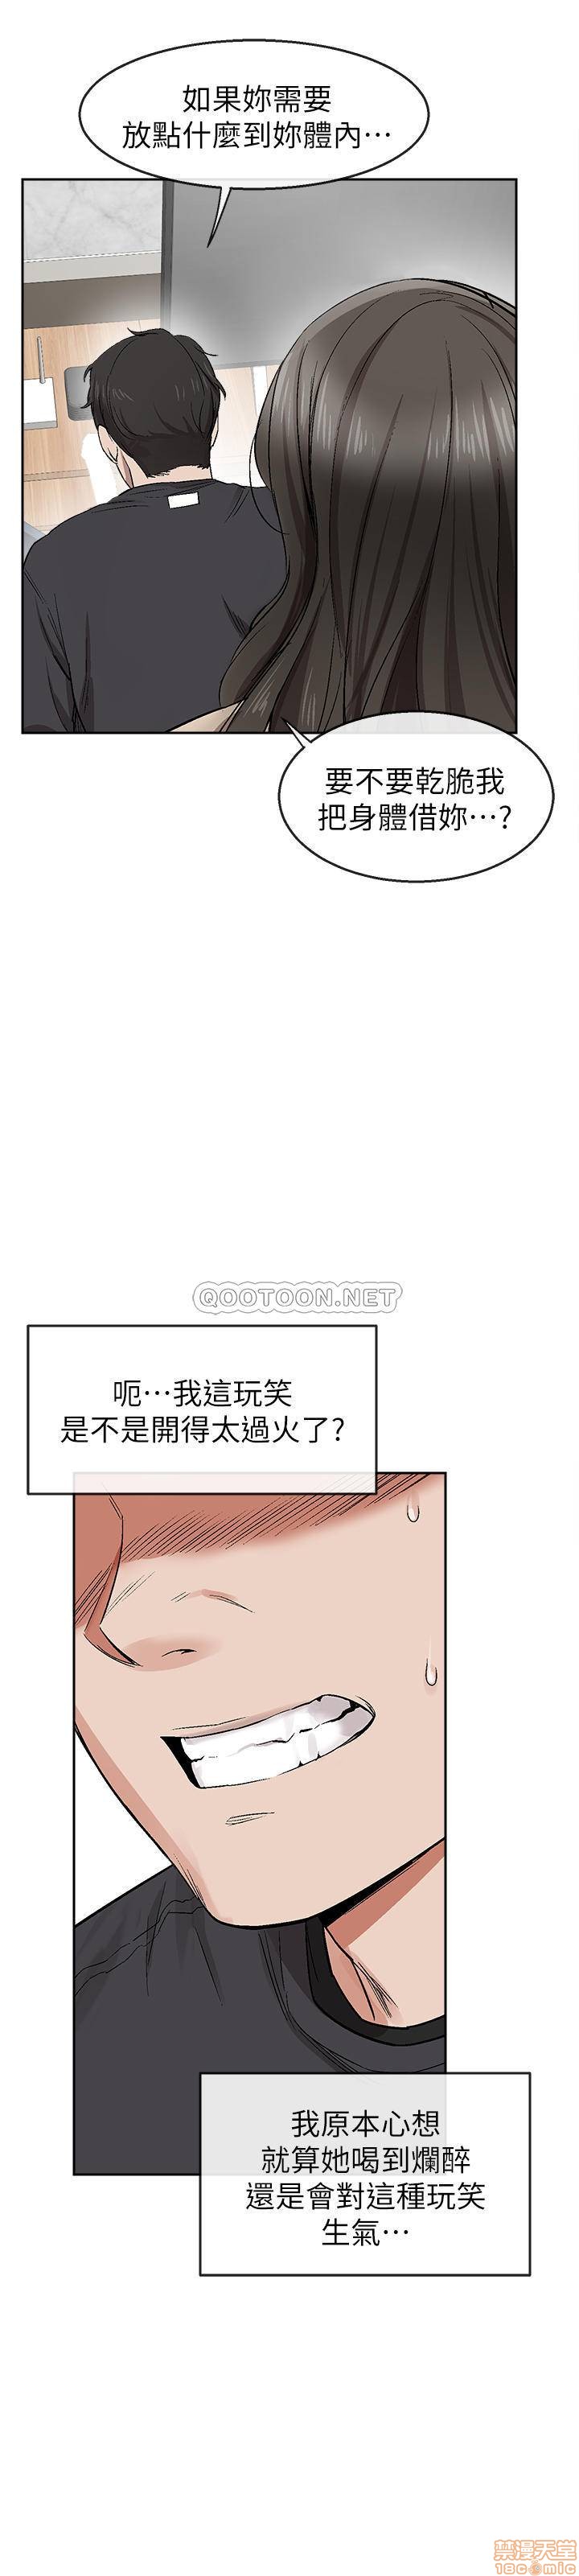 如果妳需要
放點什麼到妳體內⋯
要不要乾脆我
把身體借妳⋯?
QOOTOON.NET
呃⋯我這玩笑
是不是開得太過火了?
我原本心想
就算她喝到爛醉
還是會對這種玩笑
生氣⋯
禁漫天堂
18comic